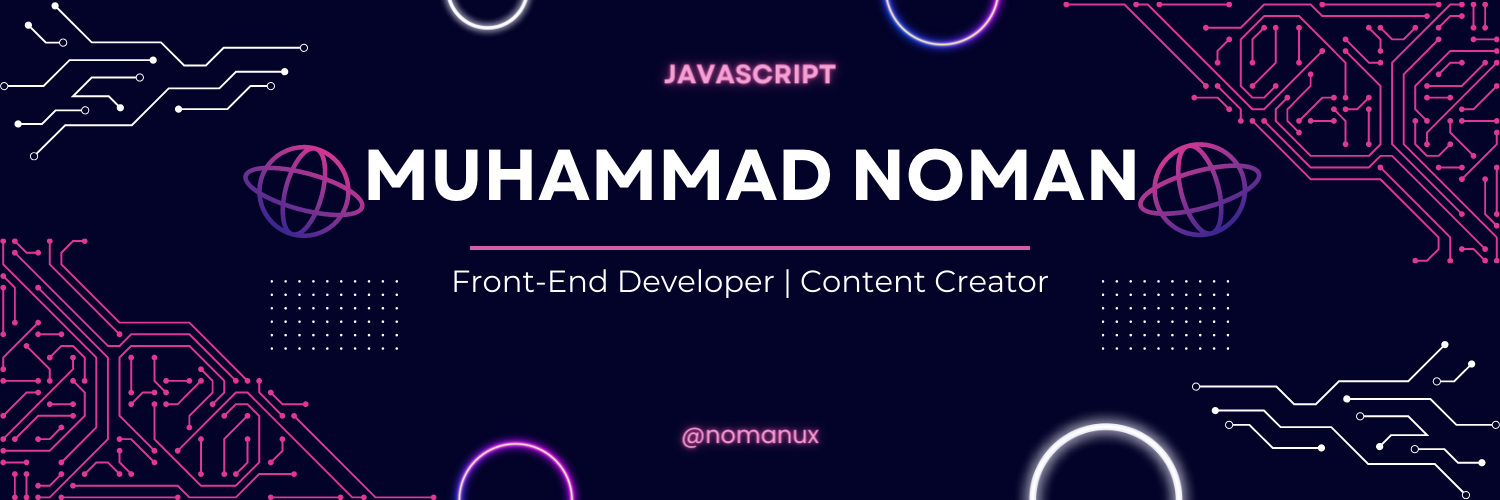 JAVASCRIPT
MUHAMMAD NOMAN
Front-End Developer | Content Creator
@nomanux